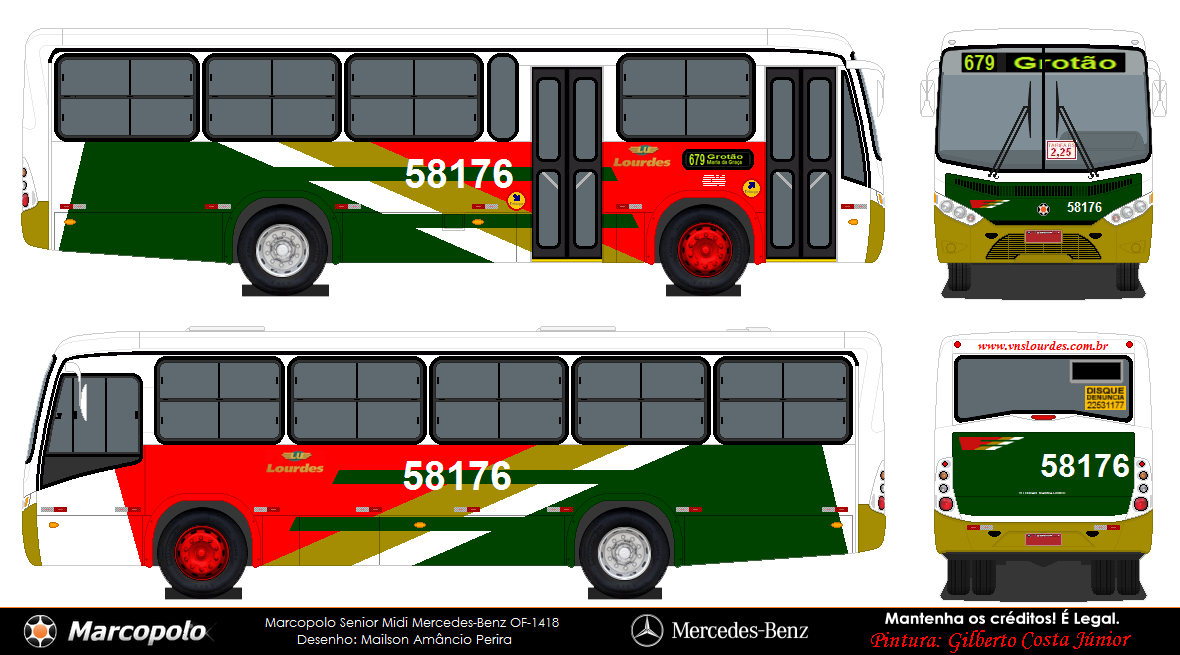 58176
Lourdes
679 Grotão
Maria da Graça
679 Grotão
TARIFA R$
2,25
58176
58176
Lourdes
www.vnslourdes.com.br
DISQUE
DENUNCIA
22531177
58176
Marcopolo
Marcopolo Senior Midi Mercedes-Benz OF-1418
Desenho: Mailson Amâncio Perira
Mercedes-Benz
Mantenha os créditos! É Legal.
Pintura: Gilberto Costa Júnior